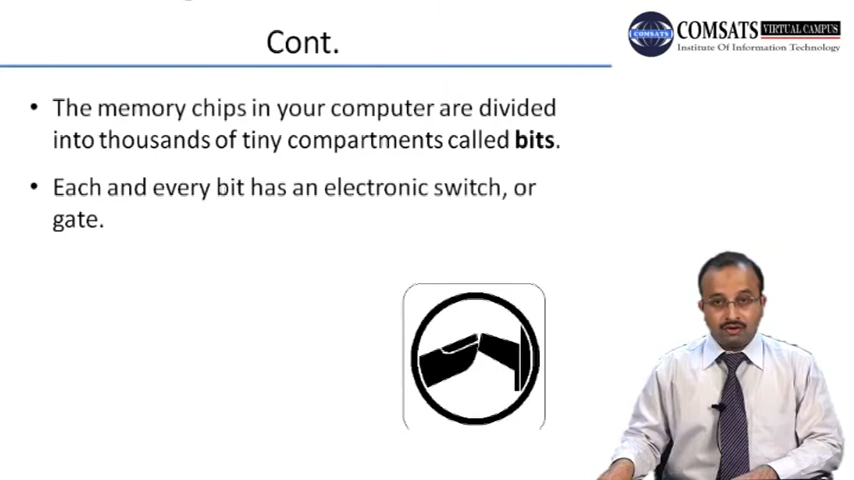 Cont.
COMSATS VIRTUAL CAMPUS
COMSATS
Institute Of Information Technology
• The memory chips in your computer are divided
into thousands of tiny compartments called bits.
• Each and every bit has an electronic switch, or
gate.